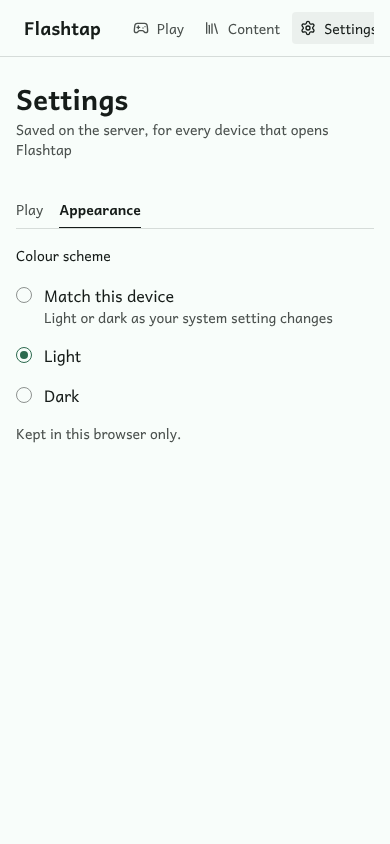 Flashtap Play Content Settings
Settings
Saved on the server, for every device that opens
Flashtap
Play Appearance
Colour scheme
Match this device
Light or dark as your system setting changes
Light
Dark
Kept in this browser only.